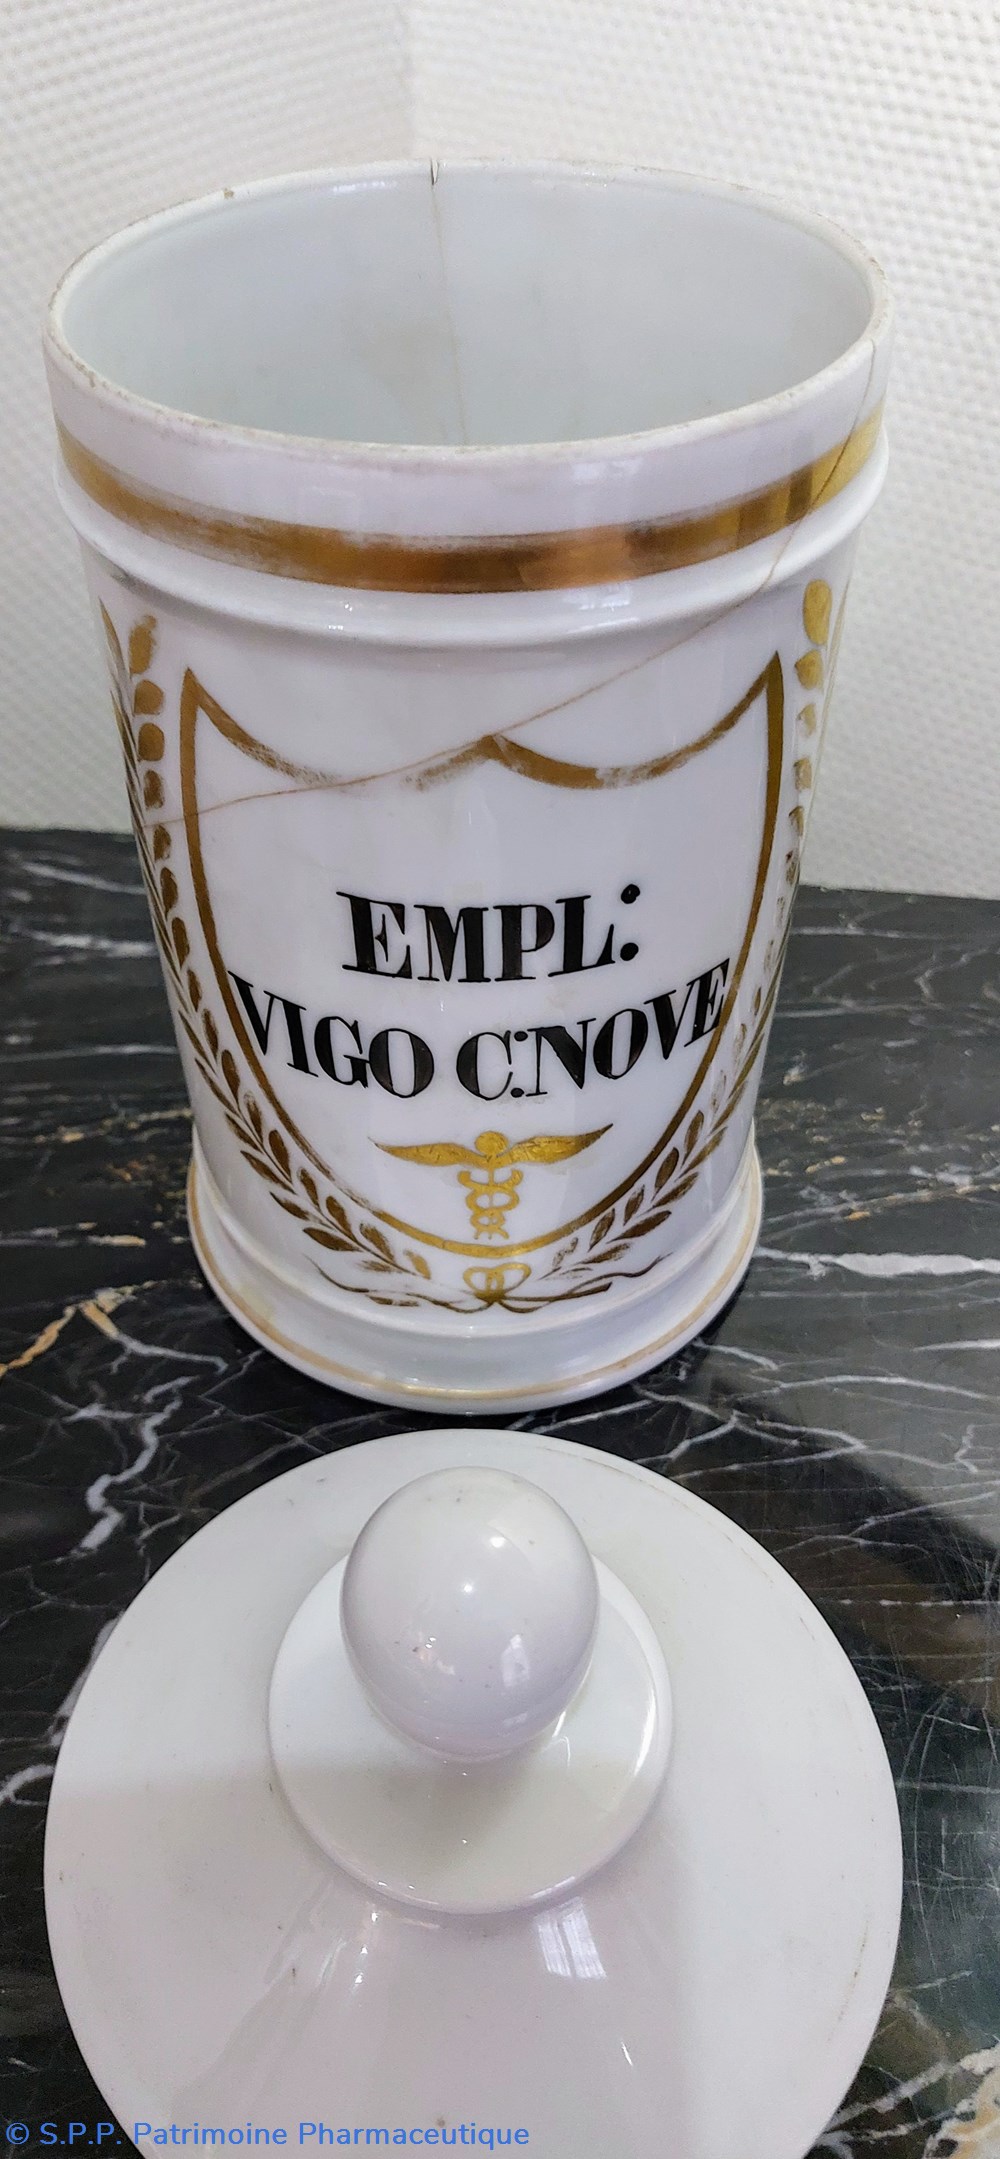 EMPL:
VIGO C:NOVE
© S.P.P. Patrimoine Pharmaceutique